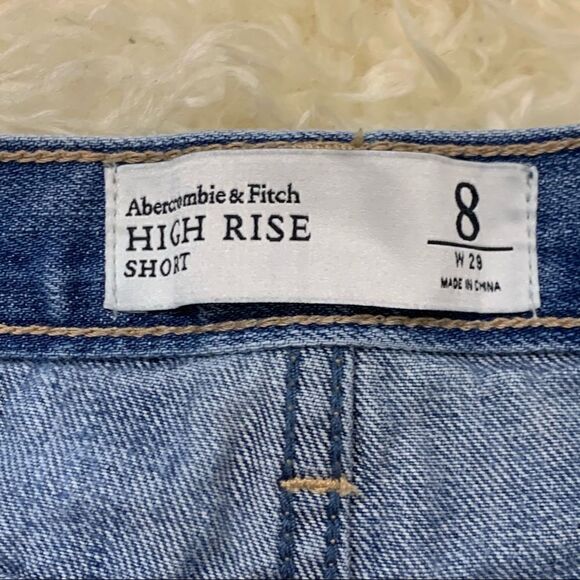 Abercrombie & Fitch
HIGH RISE
SHORT
8
W 29
MADE IN CHINA